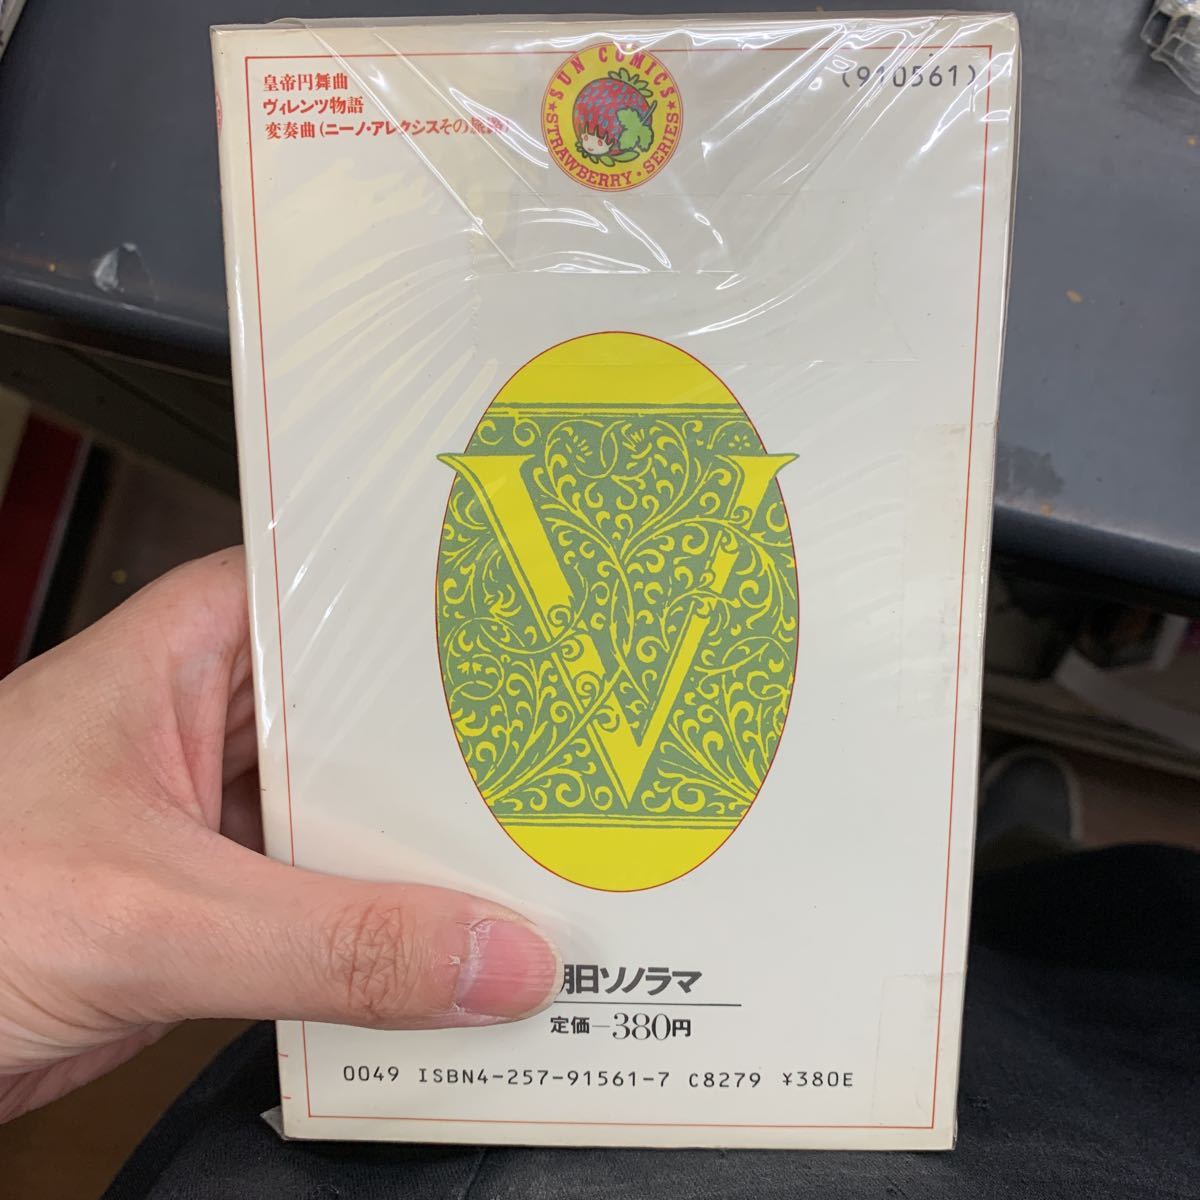 皇帝円舞曲
ヴィレンツ物語
変奏曲(ニーノ・アレクシスその旅路)
SUN COMICS
★STRAWBERRY・SERIES★
(910561)
V
朝日ソノラマ
定価—380円
0049 ISBN4-257-91561-7 C8279 ¥380E